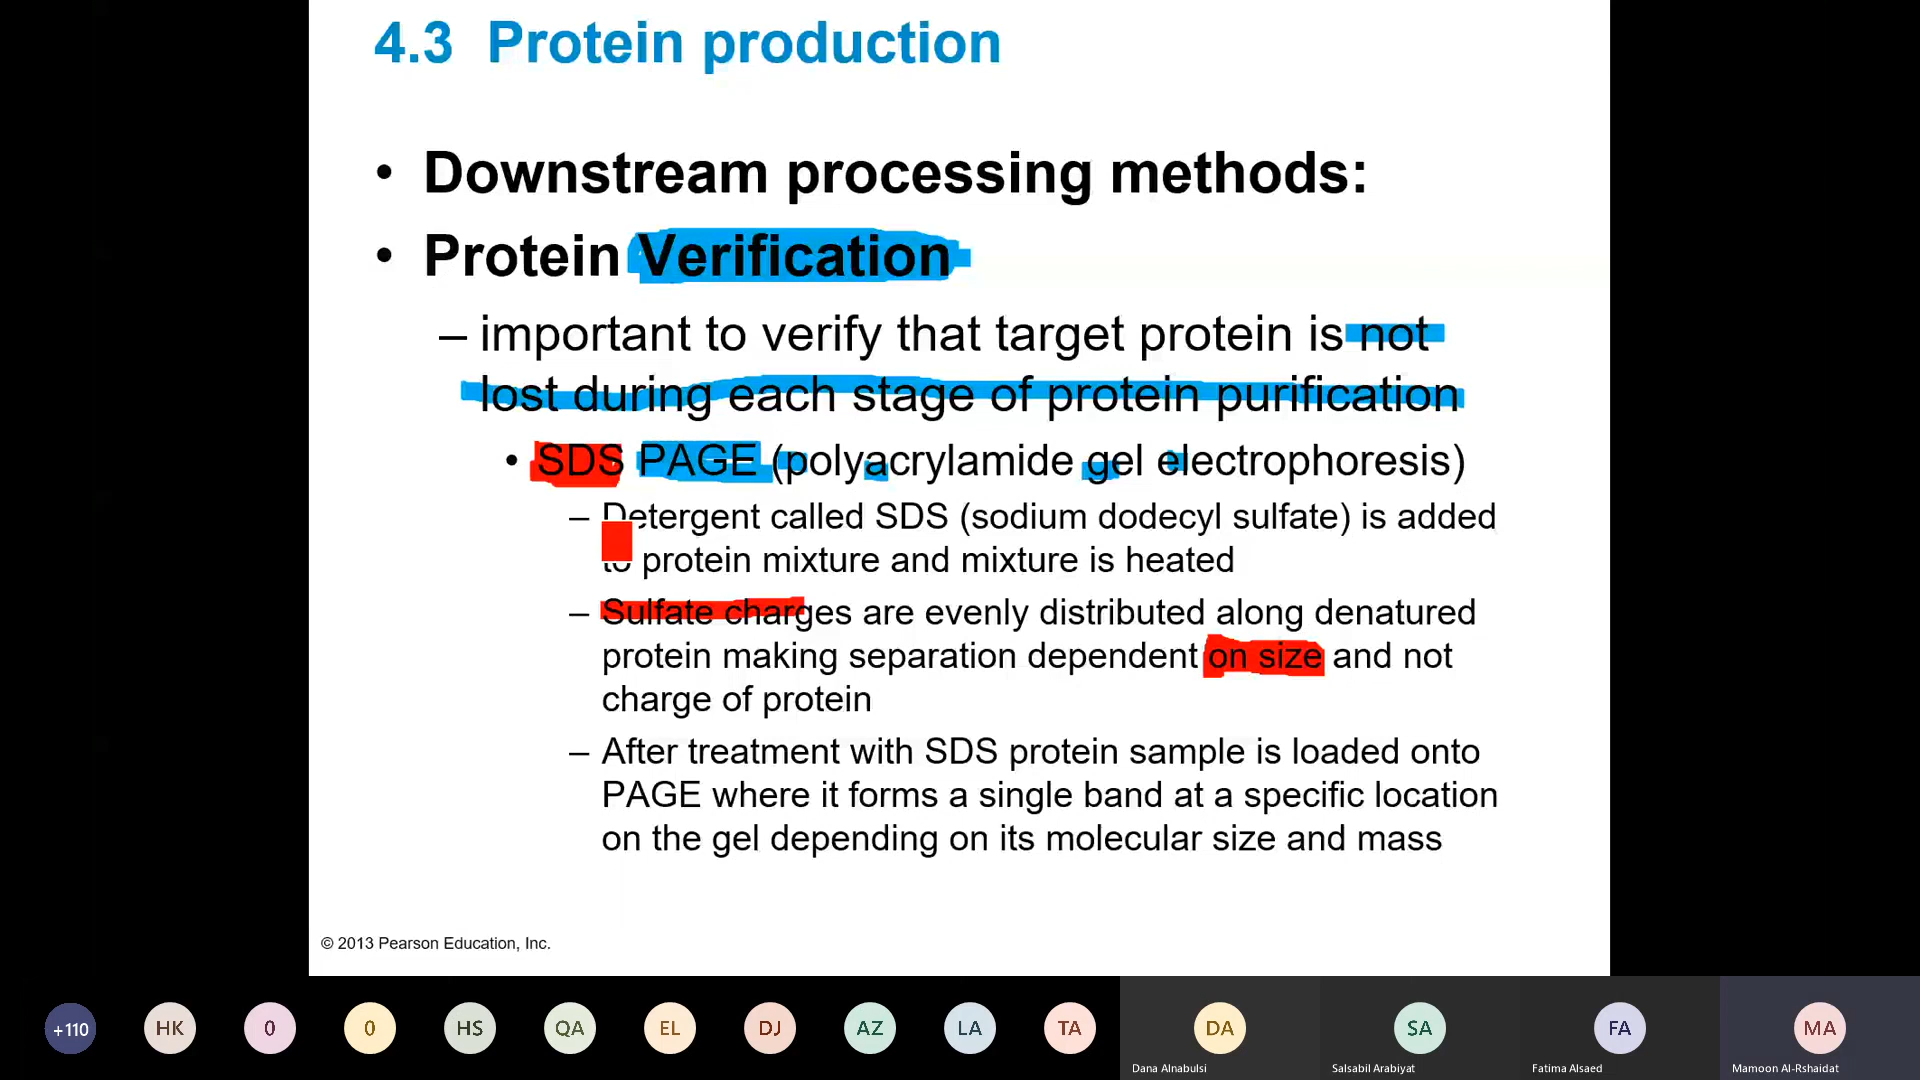 4.3 Protein production
• Downstream processing methods:
• Protein Verification
– important to verify that target protein is not
lost during each stage of protein purification
• SDS PAGE (polyacrylamide gel electrophoresis)
– Detergent called SDS (sodium dodecyl sulfate) is added
to protein mixture and mixture is heated
– Sulfate charges are evenly distributed along denatured
protein making separation dependent on size and not
charge of protein
– After treatment with SDS protein sample is loaded onto
PAGE where it forms a single band at a specific location
on the gel depending on its molecular size and mass
© 2013 Pearson Education, Inc.
+110 HK 0 0 HS QA EL DJ AZ LA TA DA SA FA MA
Dana Alnabulsi Salsabil Arabiyat Fatima Alsaed Mamoon Al-Rshaidat